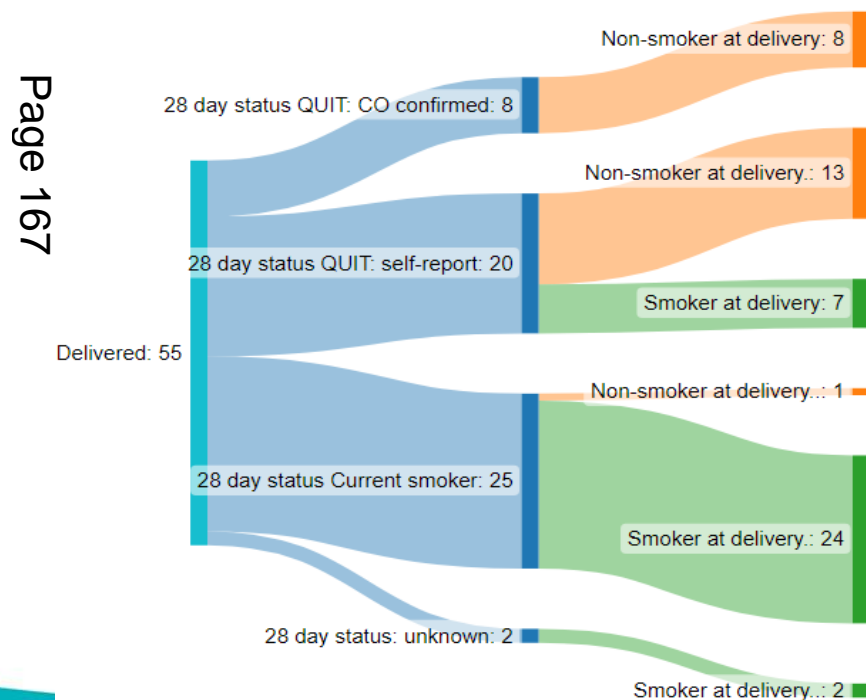 Page 167
Non-smoker at delivery: 8
28 day status QUIT: CO confirmed: 8
Non-smoker at delivery.: 13
28 day status QUIT: self-report: 20
Smoker at delivery: 7
Delivered: 55
Non-smoker at delivery..: 1
28 day status Current smoker: 25
Smoker at delivery.: 24
28 day status: unknown: 2
Smoker at delivery..: 2